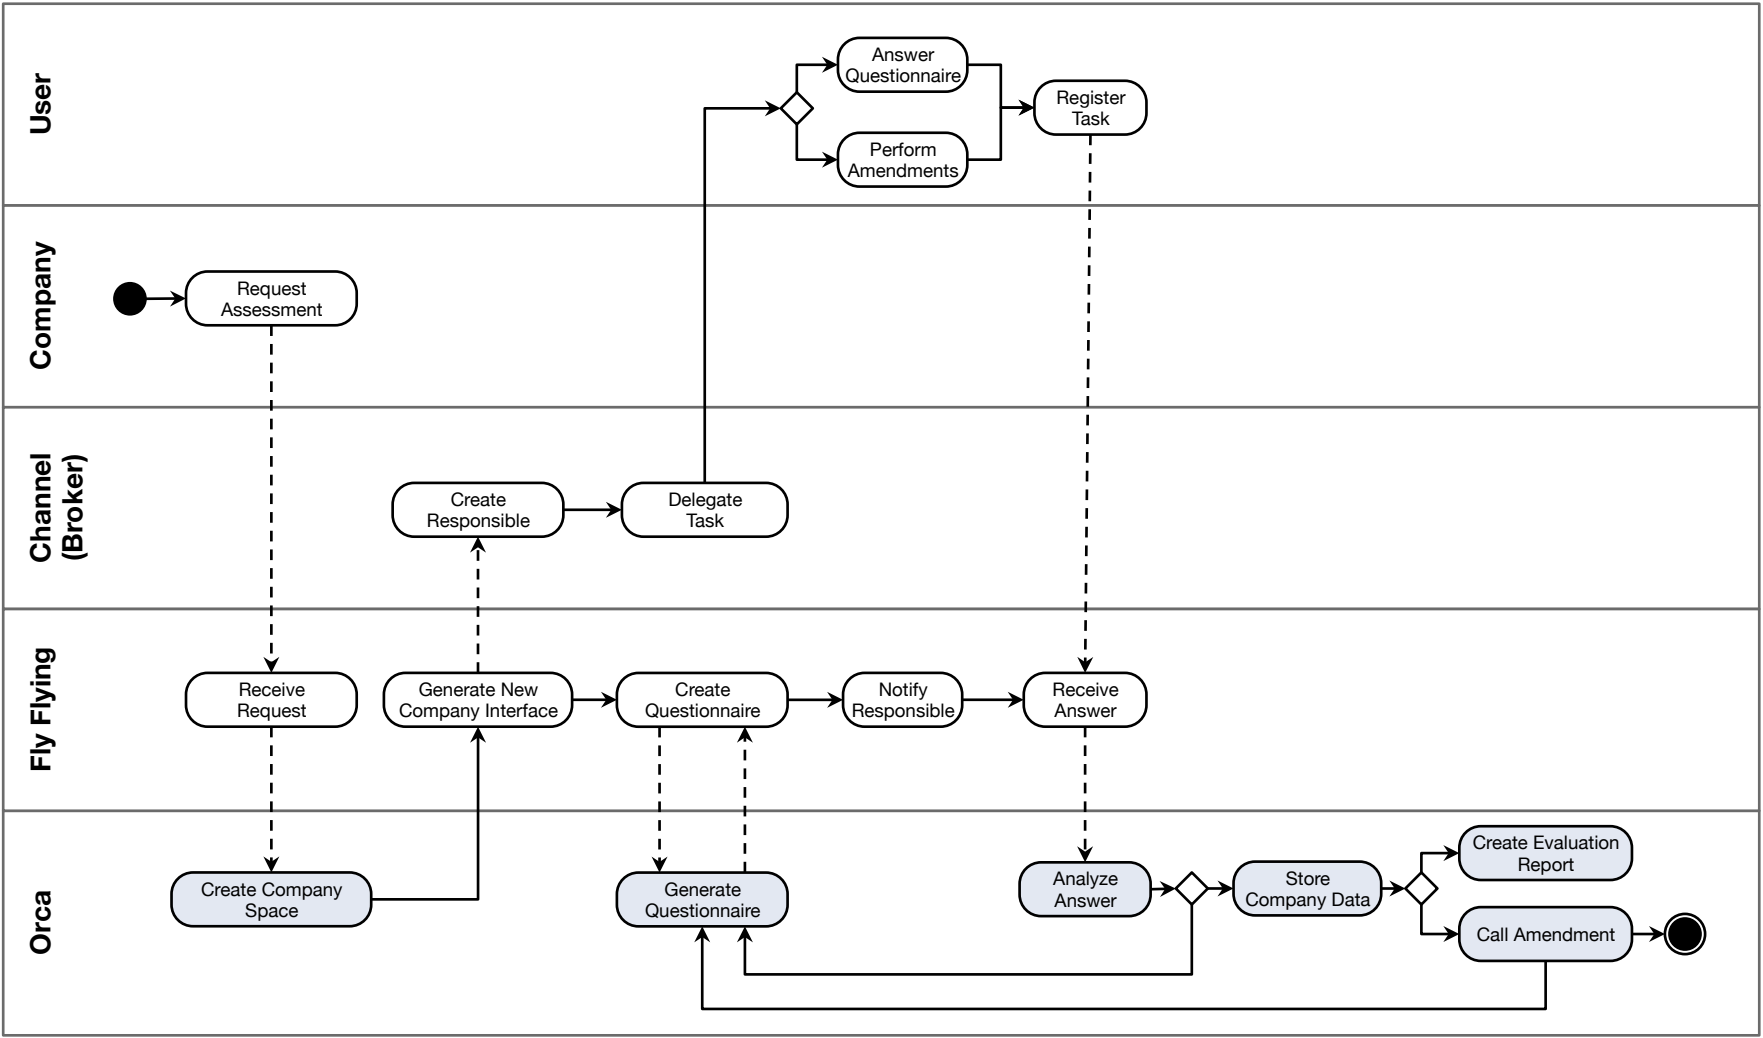 User
Answer
Questionnaire
Register
Task
Perform
Amendments
Company
Request
Assessment
Channel
(Broker)
Create
Responsible
Delegate
Task
Fly Flying
Receive
Request
Generate New
Company Interface
Create
Questionnaire
Notify
Responsible
Receive
Answer
Orca
Create Company
Space
Generate
Questionnaire
Analyze
Answer
Store
Company Data
Create Evaluation
Report
Call Amendment